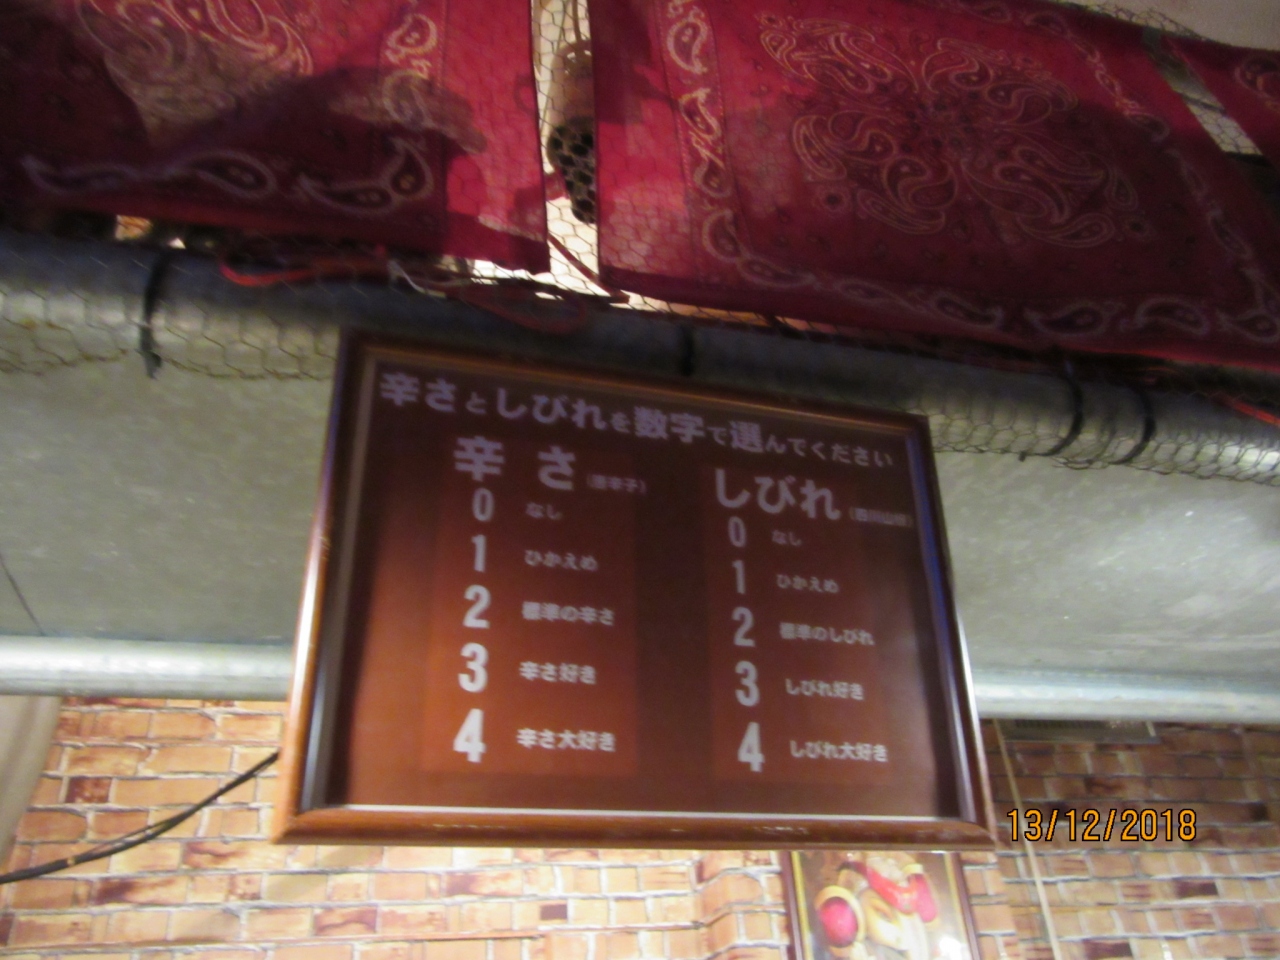 辛さとしびれを数字で選んでください
辛さ(唐辛子)
0 なし
1 ひかえめ
2 標準の辛さ
3 辛さ好き
4 辛さ大好き
しびれ
0 なし
1 ひかえめ
2 標準のしびれ
3 しびれ好き
4 しびれ大好き
13/12/2018